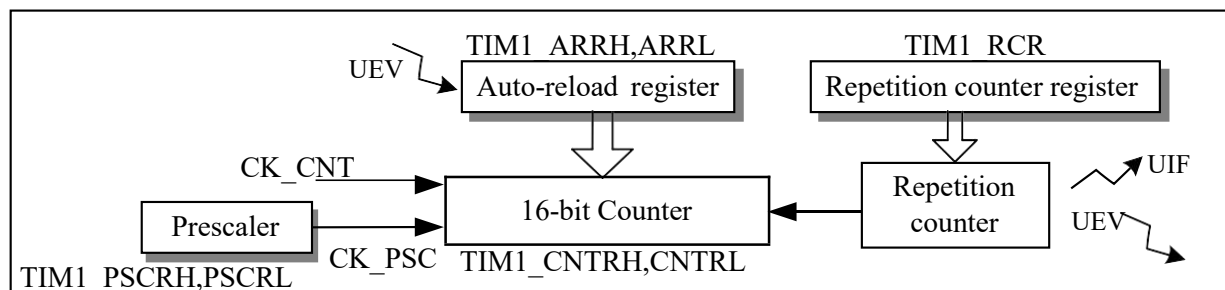 TIM1_ARRH,ARRL
TIM1_RCR
UEV
Auto-reload register
Repetition counter register
CK_CNT
16-bit Counter
Repetition
counter
UIF
UEV
Prescaler
CK_PSC
TIM1_CNTRH,CNTRL
TIM1_PSCRH,PSCRL